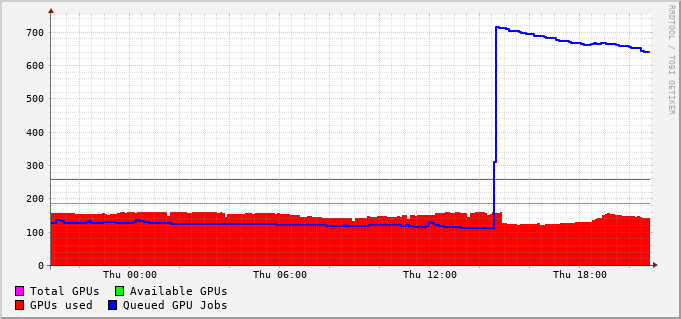 700
600
500
400
300
200
100
0
Thu 00:00 Thu 06:00 Thu 12:00 Thu 18:00
Total GPUs Available GPUs
GPUs used Queued GPU Jobs
RRDTOOL / TOBI OETIKER